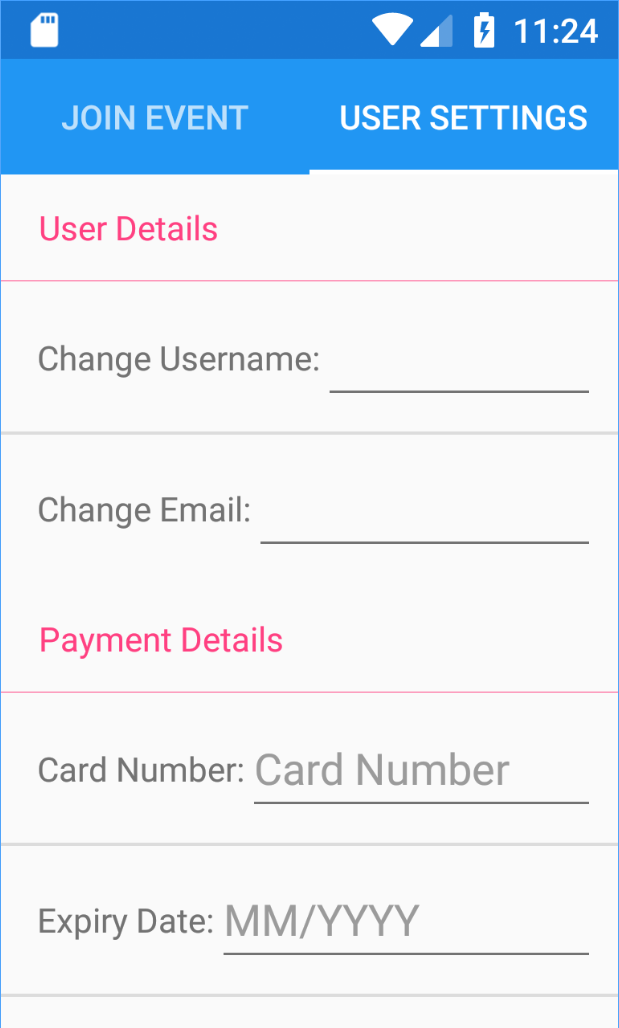 11:24
JOIN EVENT USER SETTINGS
User Details
Change Username:
Change Email:
Payment Details
Card Number: Card Number
Expiry Date: MM/YYYY